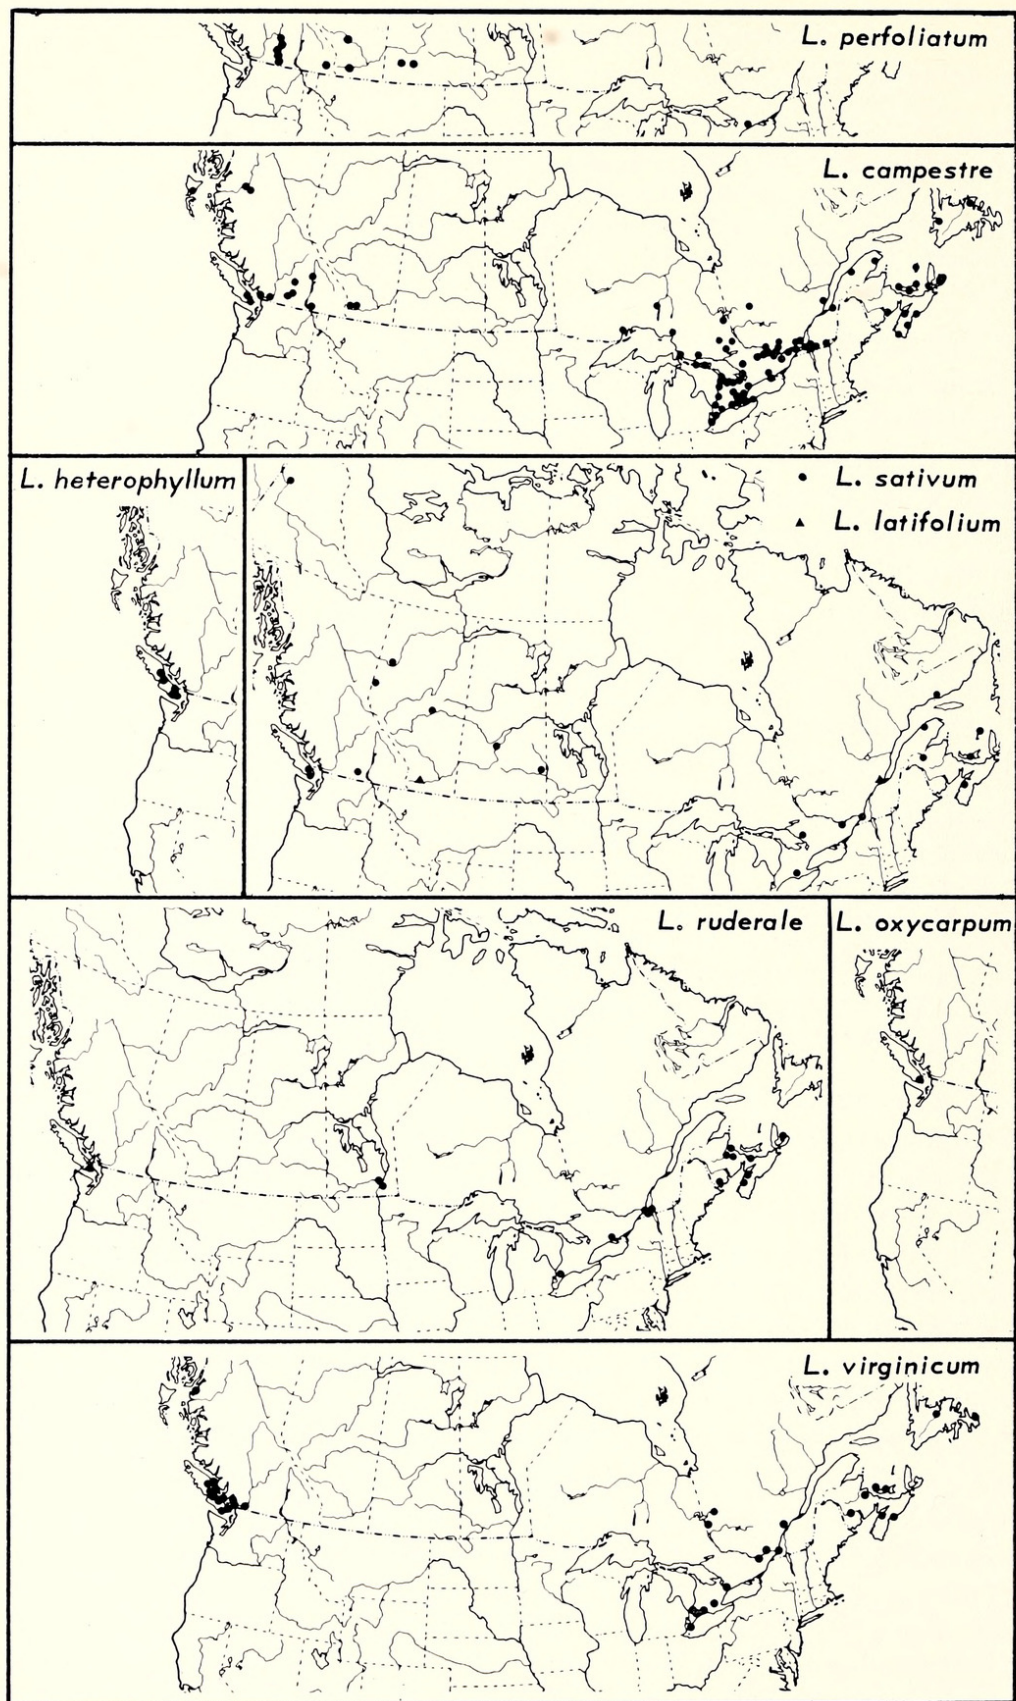 L. perfoliatum
L. campestre
L. heterophyllum
L. sativum
L. latifolium
L. ruderale
L. oxycarpum
L. virginicum